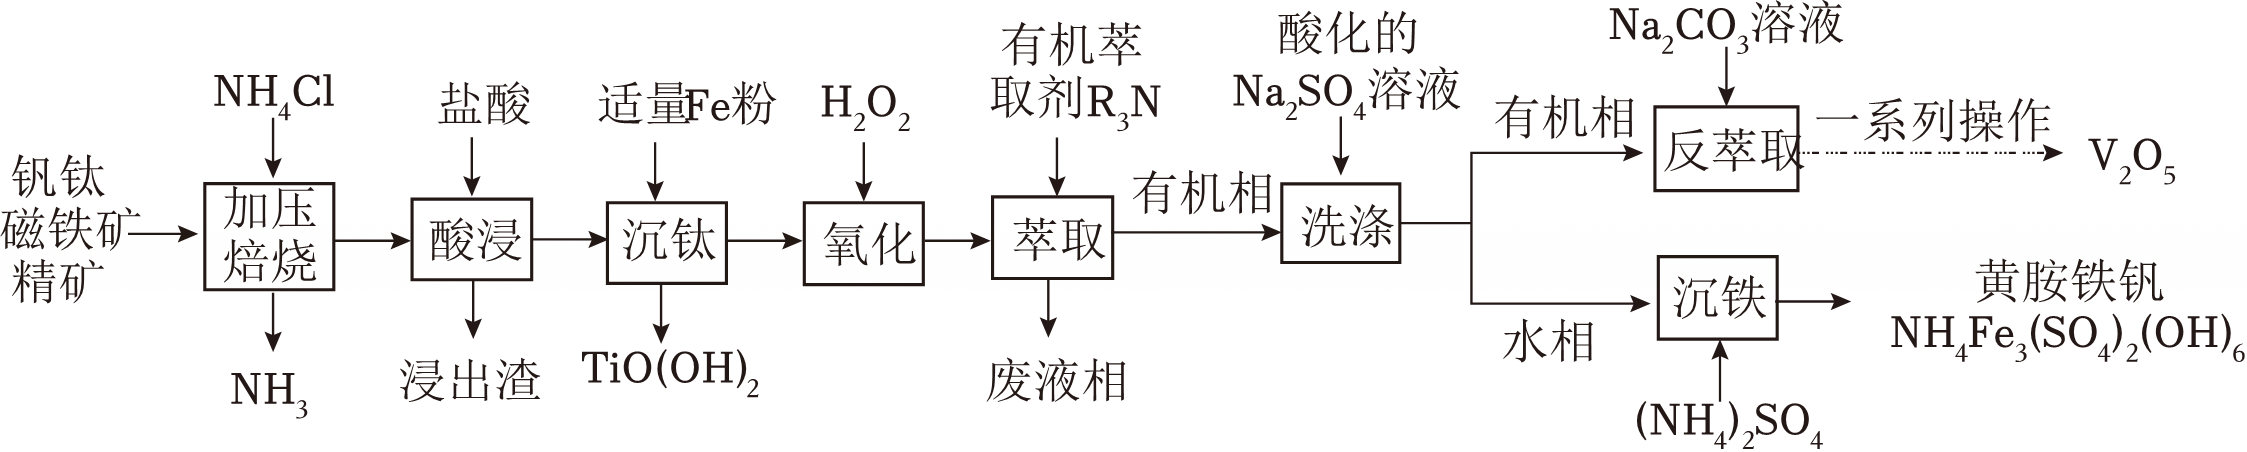 钒钛
磁铁矿
精矿
NH₄Cl
加压
焙烧
NH₃
盐酸
酸浸
浸出渣
适量Fe粉
沉钛
TiO(OH)₂
H₂O₂
氧化
有机萃
取剂R₃N
萃取
废液相
有机相
酸化的
Na₂SO₄溶液
洗涤
有机相
Na₂CO₃溶液
反萃取
一系列操作
V₂O₅
水相
沉铁
(NH₄)₂SO₄
黄胺铁钒
NH₄Fe₃(SO₄)₂(OH)₆